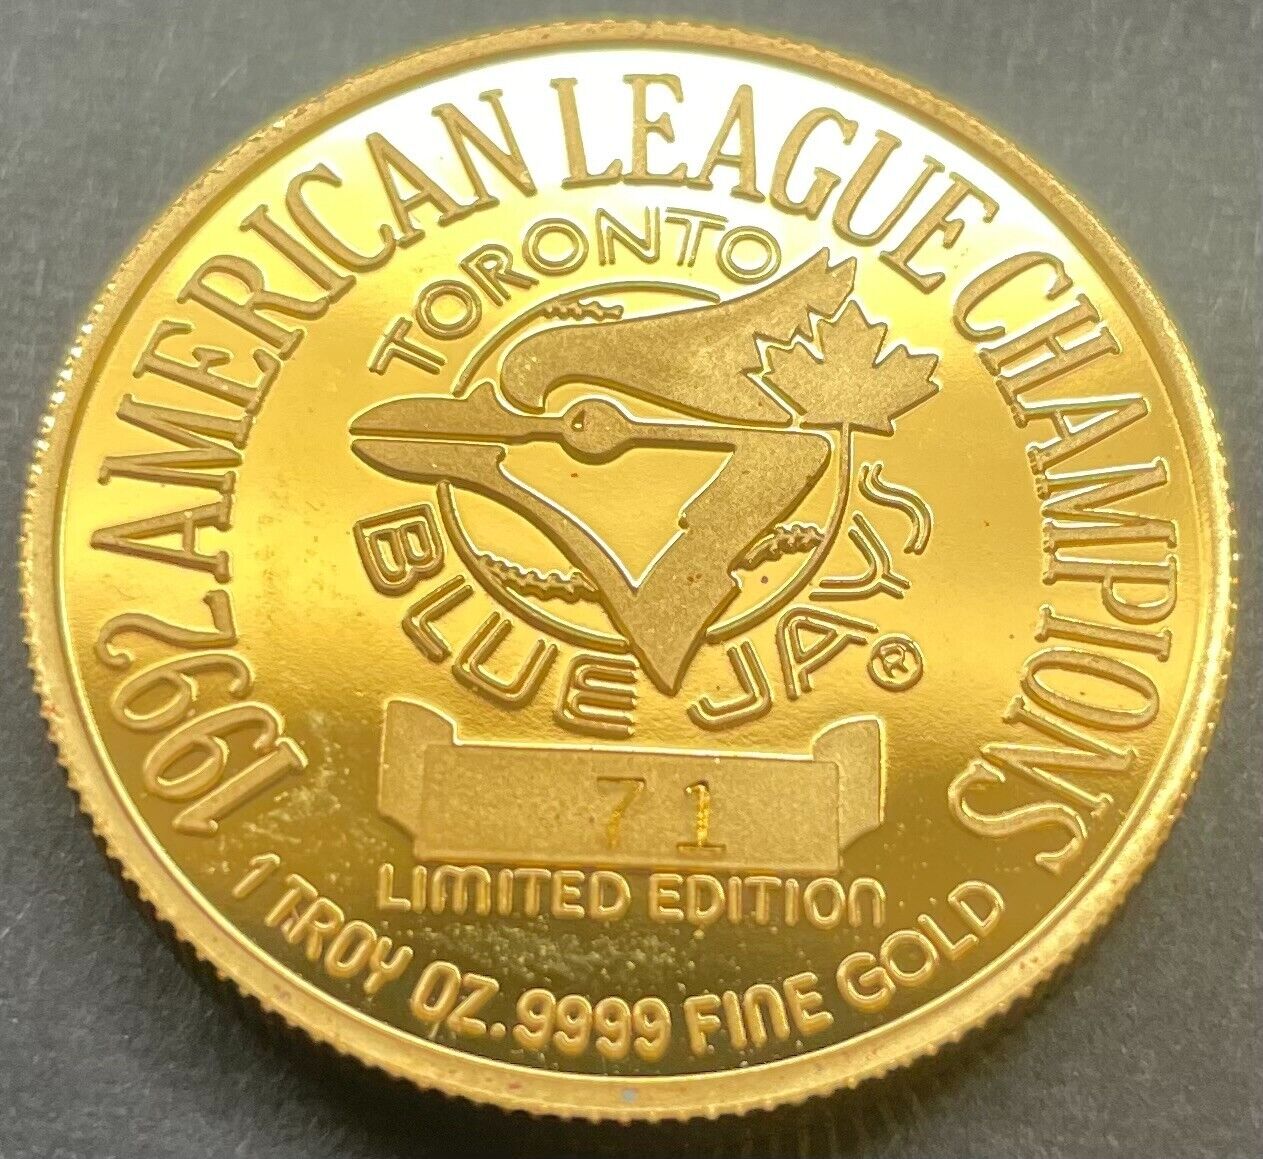 1992 AMERICAN LEAGUE CHAMPIONS
TORONTO
BLUE JAYS ®
71
LIMITED EDITION
1 TROY OZ. .9999 FINE GOLD